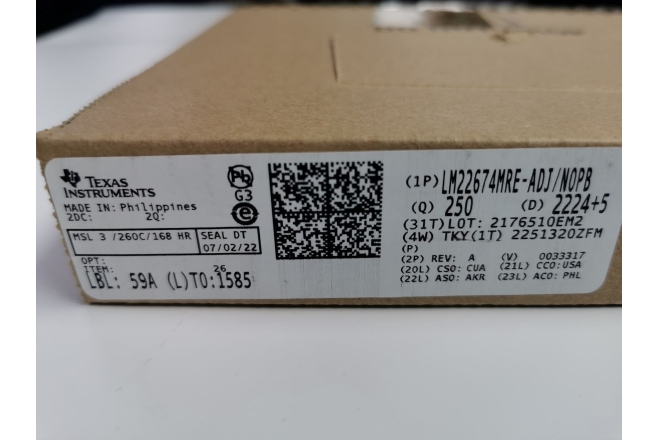 TEXAS
INSTRUMENTS
MADE IN: Philippines
2DC: 2Q:
MSL 3 /260C/168 HR
SEAL DT
07/02/22
OPT:
ITEM: 26
LBL: 59A (L)TO:1585
Pb
G3
e
(1P) LM22674MRE-ADJ/NOPB
(Q) 250 (D) 2224+5
(31T) LOT: 2176510EM2
(4W) TKY(1T) 2251320ZFM
(P)
(2P) REV: A (V) 0033317
(20L) CSO: CUA (21L) CCO:USA
(22L) ASO: AKR (23L) ACO: PHL